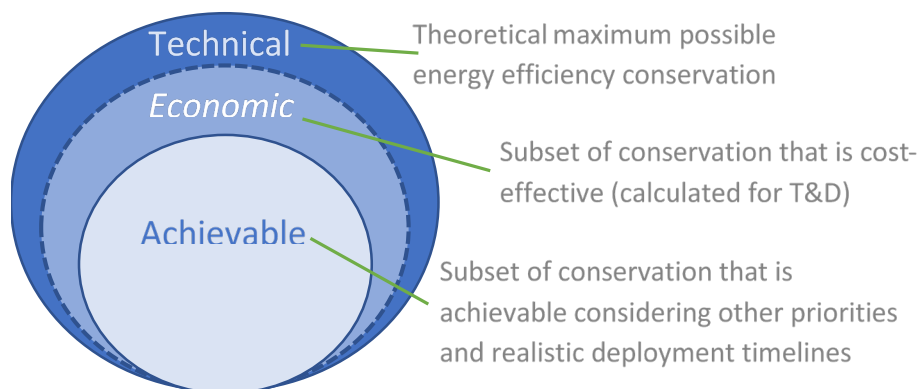 Technical
Theoretical maximum possible
energy efficiency conservation
Economic
Subset of conservation that is cost-
effective (calculated for T&D)
Achievable
Subset of conservation that is
achievable considering other priorities
and realistic deployment timelines